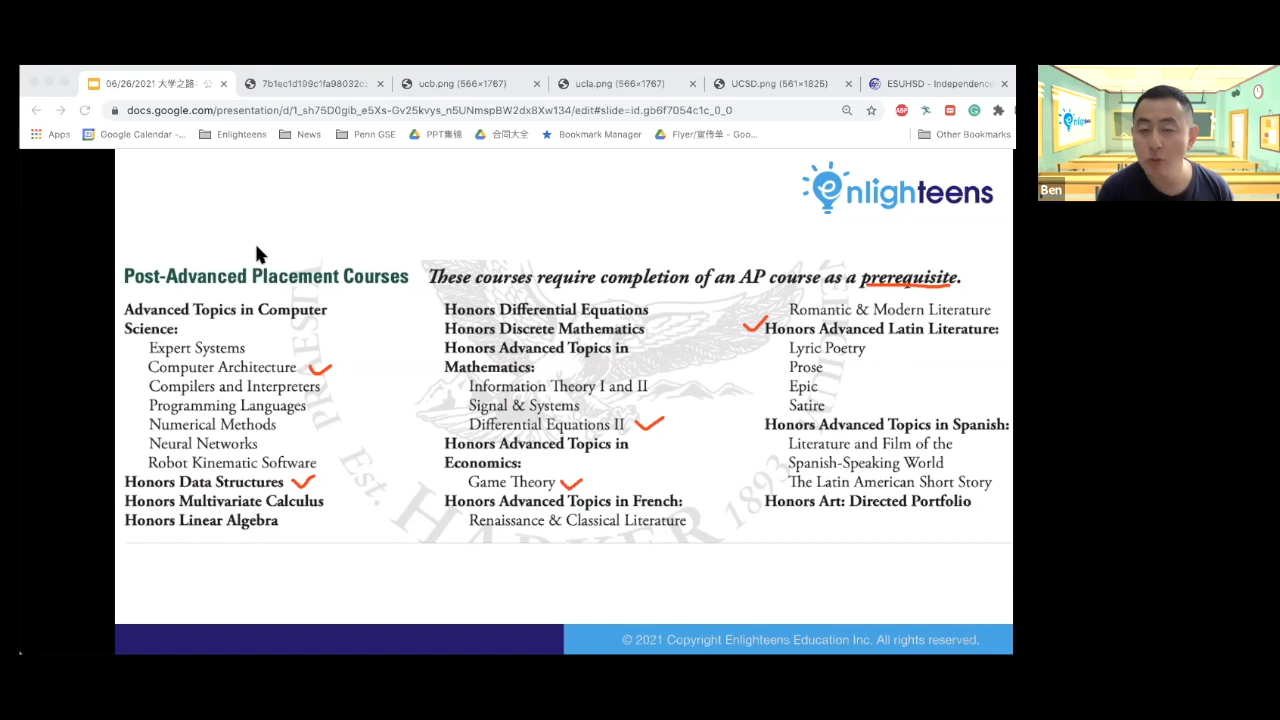 06/26/2021 大学之路：公
7b1ec1d199c1fa98032c
ucb.png (566×1767)
ucla.png (566×1767)
UCSD.png (561×1825)
ESUHSD - Independence
docs.google.com/presentation/d/1_sh75D0gib_e5Xs-Gv25kvys_n5UNmspBW2dx8Xw134/edit#slide=id.gb6f7054c1c_0_0
Apps
Google Calendar -...
Enlighteens
News
Penn GSE
PPT集锦
合同大全
Bookmark Manager
Flyer/宣传单 - Goo...
Other Bookmarks
enlighteens
Ben
Post-Advanced Placement Courses
These courses require completion of an AP course as a prerequisite.
Advanced Topics in Computer
Science:
Expert Systems
Computer Architecture
Compilers and Interpreters
Programming Languages
Numerical Methods
Neural Networks
Robot Kinematic Software
Honors Data Structures
Honors Multivariate Calculus
Honors Linear Algebra
Honors Differential Equations
Honors Discrete Mathematics
Honors Advanced Topics in
Mathematics:
Information Theory I and II
Signal & Systems
Differential Equations II
Honors Advanced Topics in
Economics:
Game Theory
Honors Advanced Topics in French:
Renaissance & Classical Literature
Romantic & Modern Literature
Honors Advanced Latin Literature:
Lyric Poetry
Prose
Epic
Satire
Honors Advanced Topics in Spanish:
Literature and Film of the
Spanish-Speaking World
The Latin American Short Story
Honors Art: Directed Portfolio
Est.
1893
HARKER
© 2021 Copyright Enlighteens Education Inc. All rights reserved.